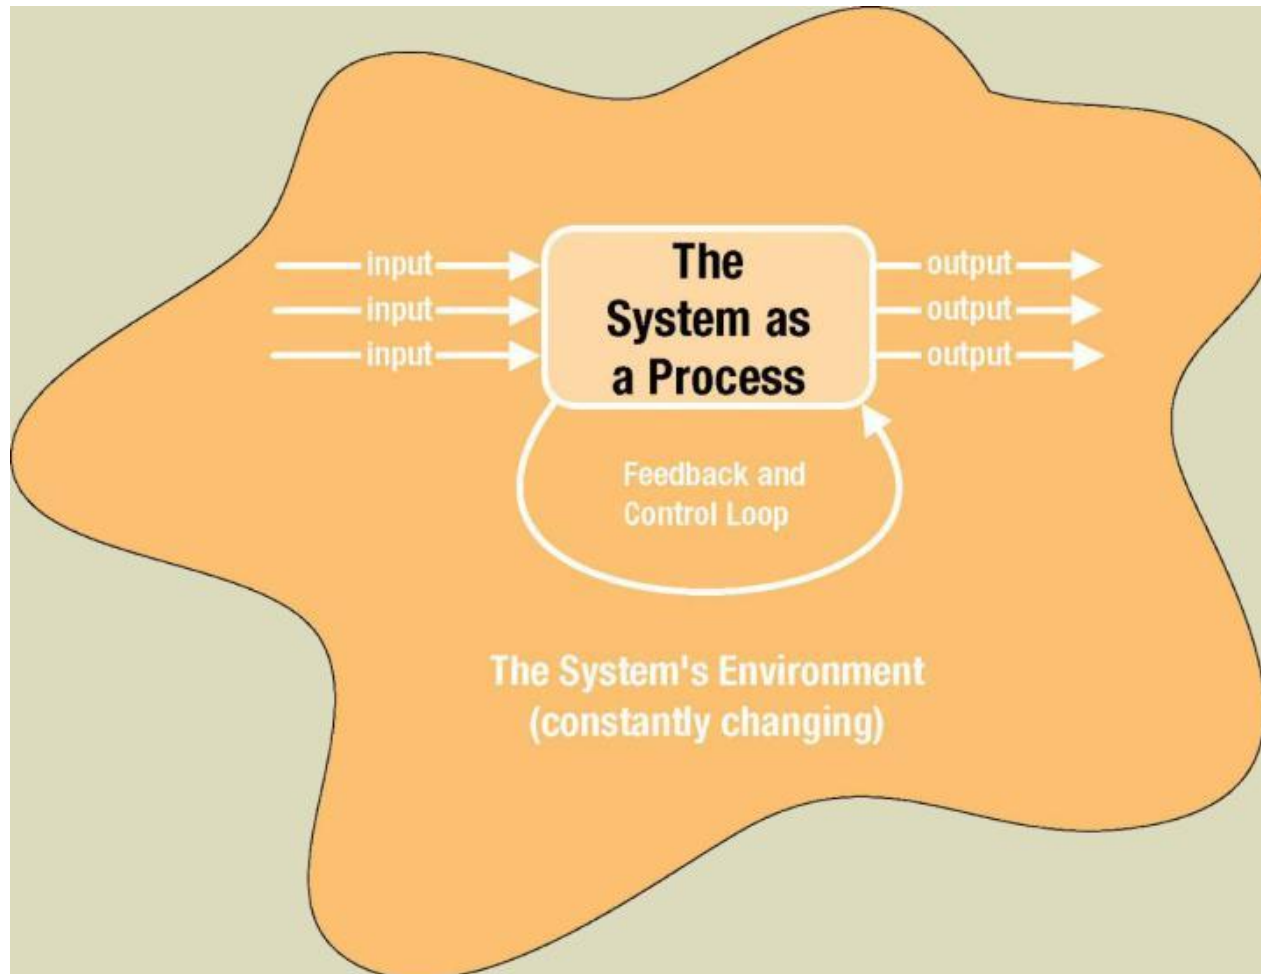 The
System as
a Process
input
input
input
output
output
output
Feedback and
Control Loop
The System's Environment
(constantly changing)